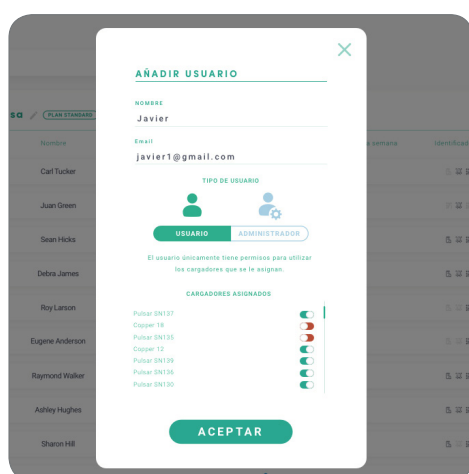 AÑADIR USUARIO
NOMBRE
Javier
Email
javier1@gmail.com
TIPO DE USUARIO
USUARIO ADMINISTRADOR
El usuario únicamente tiene permisos para utilizar
los cargadores que se le asignan.
CARGADORES ASIGNADOS
Pulsar SN137
Copper 18
Pulsar SN135
Copper 12
Pulsar SN139
Pulsar SN136
Pulsar SN130
ACEPTAR
sa PLAN STANDARD
Nombre a semana Identificad
Carl Tucker
Juan Green
Sean Hicks
Debra James
Roy Larson
Eugene Anderson
Raymond Walker
Ashley Hughes
Sharon Hill